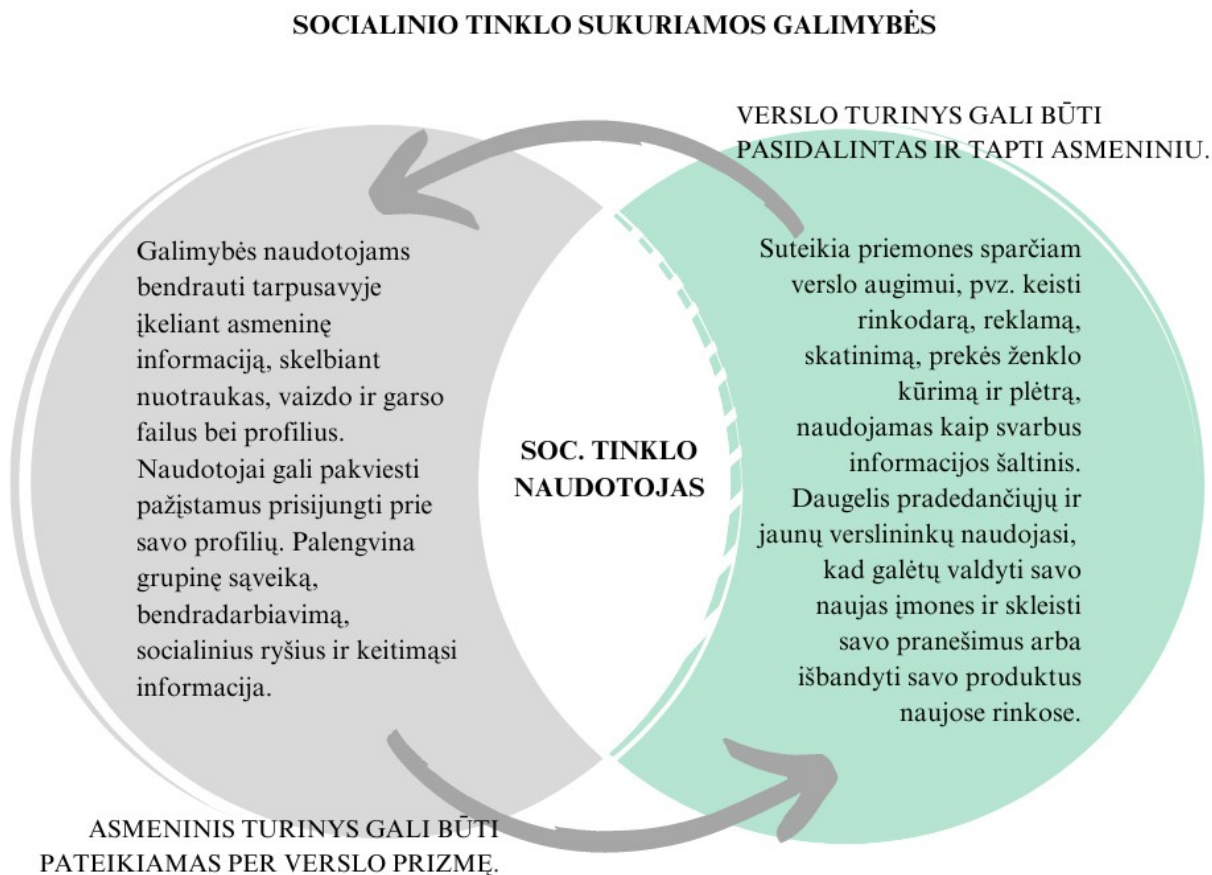 SOCIALINIO TINKLO SUKURIAMOS GALIMYBĖS
VERSLO TURINYS GALI BŪTI
PASIDALINTAS IR TAPTI ASMENINIU.
Galimybės naudotojams
bendrauti tarpusavyje
įkeliant asmeninę
informaciją, skelbiant
nuotraukas, vaizdo ir garso
failus bei profilius.
Naudotojai gali pakviesti
pažįstamus prisijungti prie
savo profilių. Palengvina
grupinę sąveiką,
bendradarbiavimą,
socialinius ryšius ir keitimąsi
informacija.
SOC. TINKLO
NAUDOTOJAS
Suteikia priemones sparčiam
verslo augimui, pvz. keisti
rinkodarą, reklamą,
skatinimą, prekės ženklo
kūrimą ir plėtrą,
naudojamas kaip svarbus
informacijos šaltinis.
Daugelis pradedančiųjų ir
jaunų verslininkų naudojasi,
kad galėtų valdyti savo
naujas įmones ir skleisti
savo pranešimus arba
išbandyti savo produktus
naujose rinkose.
ASMENINIS TURINYS GALI BŪTI
PATEIKIAMAS PER VERSLO PRIZMĘ.